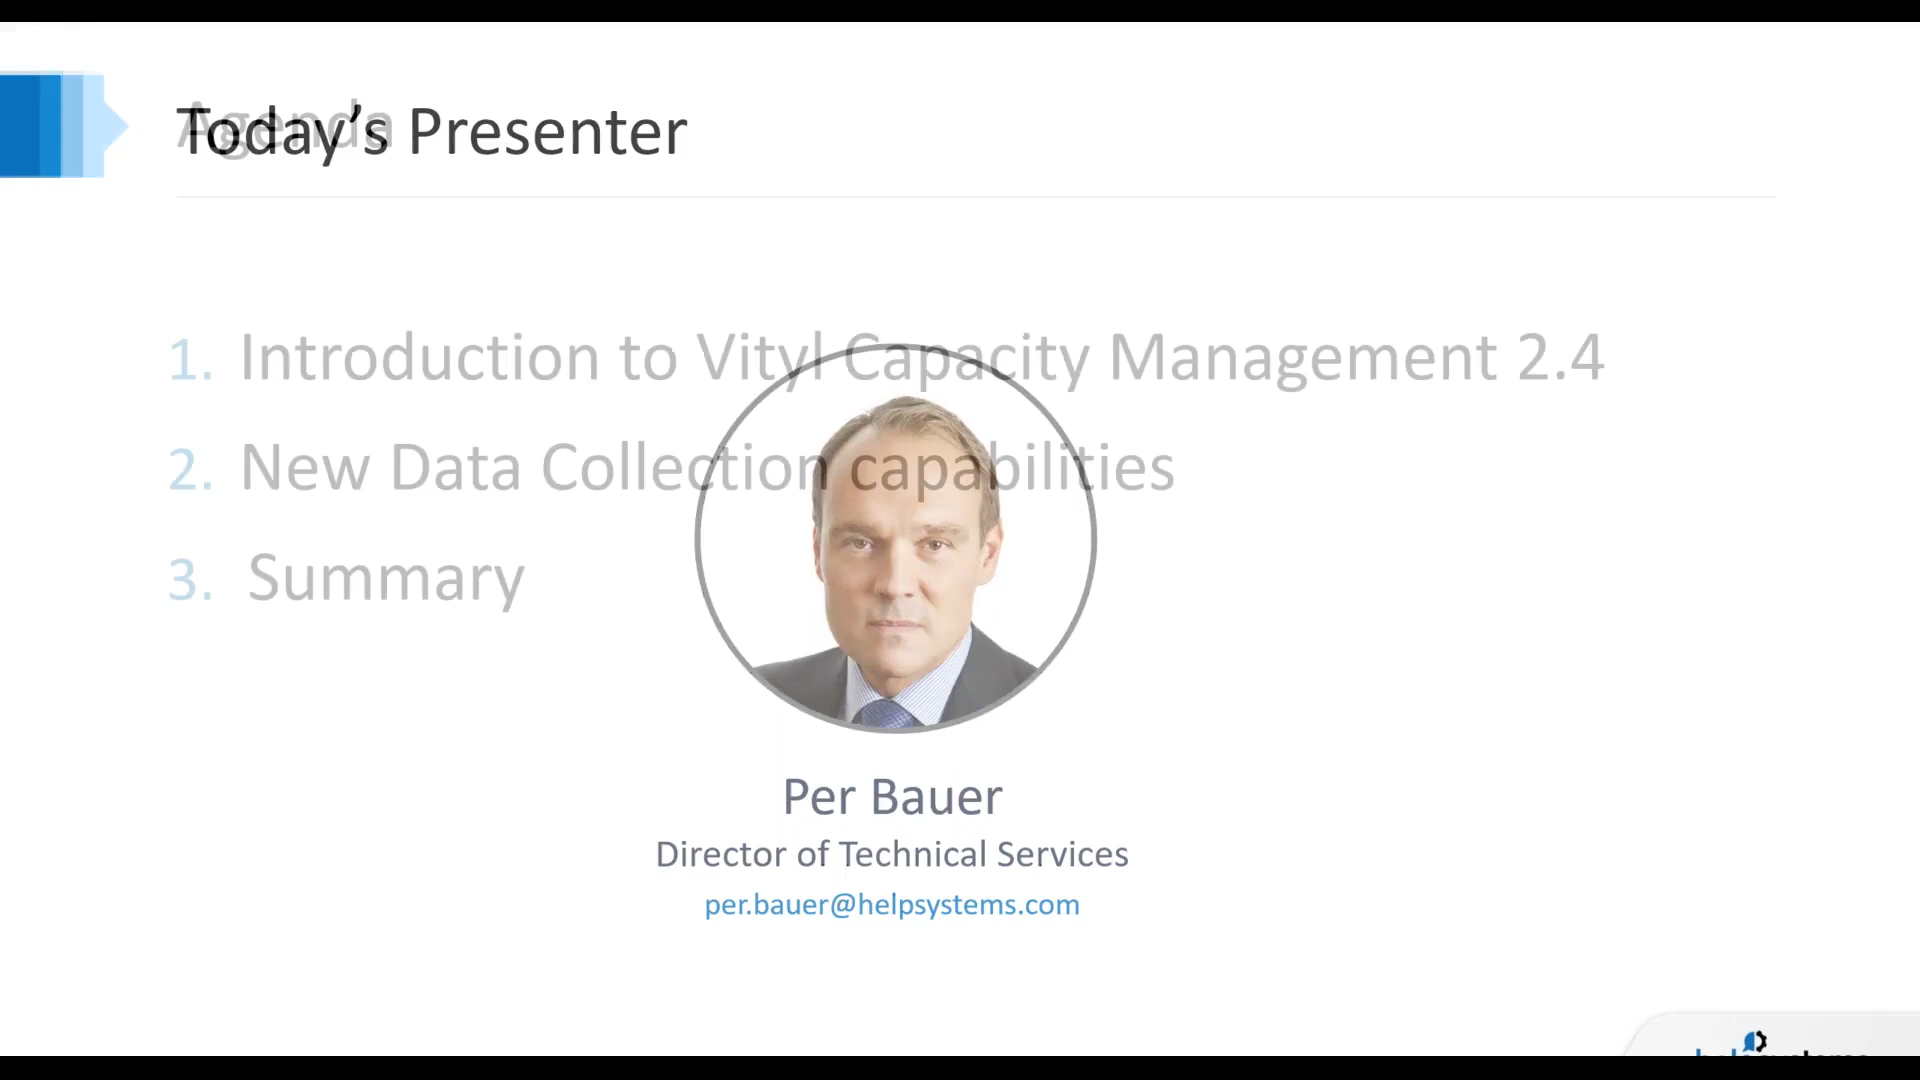 Agenda
Today's Presenter
1. Introduction to Vityl Capacity Management 2.4
2. New Data Collection capabilities
3. Summary
Per Bauer
Director of Technical Services
per.bauer@helpsystems.com